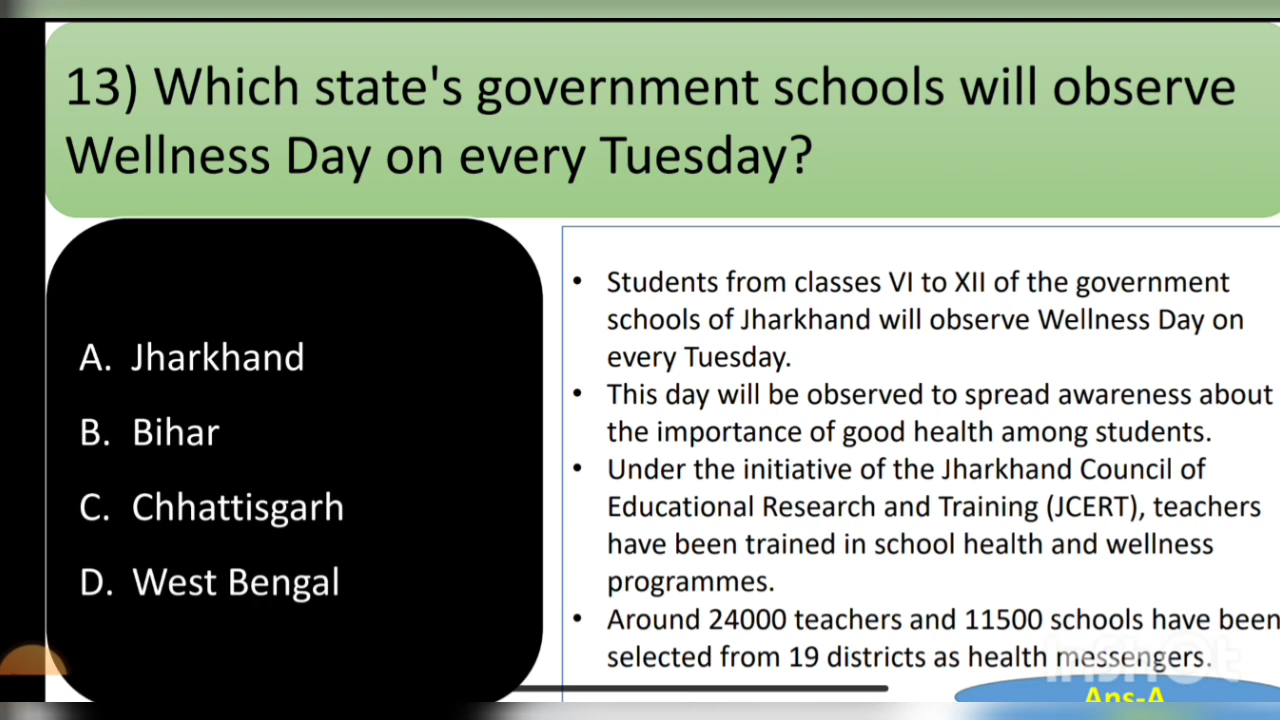 13) Which state's government schools will observe
Wellness Day on every Tuesday?
A. Jharkhand
B. Bihar
C. Chhattisgarh
D. West Bengal
• Students from classes VI to XII of the government
schools of Jharkhand will observe Wellness Day on
every Tuesday.
• This day will be observed to spread awareness about
the importance of good health among students.
• Under the initiative of the Jharkhand Council of
Educational Research and Training (JCERT), teachers
have been trained in school health and wellness
programmes.
• Around 24000 teachers and 11500 schools have been
selected from 19 districts as health messengers.
InShOt
Ans-A